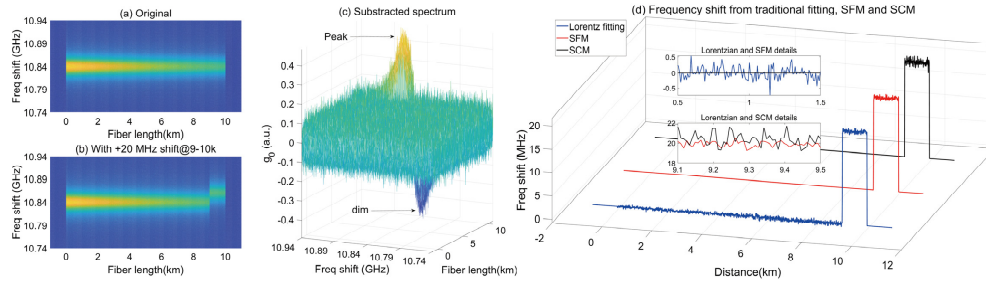 (a) Original
10.94
10.89
10.84
10.79
10.74
Freq shift (GHz)
0 2 4 6 8 10
Fiber length(km)
(b) With +20 MHz shift@9-10k
10.94
10.89
10.84
10.79
10.74
Freq shift (GHz)
0 2 4 6 8 10
Fiber length(km)
(c) Substracted spectrum
Peak
0.4
0.3
0.2
0.1
0
-0.1
-0.2
-0.3
-0.4
g0 (a.u.)
dim
10.94
10.89
10.84
10.79
10.74
Freq shift (GHz)
0
5
10
Fiber length(km)
(d) Frequency shift from traditional fitting, SFM and SCM
Lorentz fitting
SFM
SCM
Lorentzian and SFM details
0.5
0
-0.5
0.5 1 1.5
Lorentzian and SCM details
22
20
18
9.1 9.2 9.3 9.4 9.5
20
15
10
5
0
Freq shift (MHz)
-2 0 2 4 6 8 10 12
Distance(km)